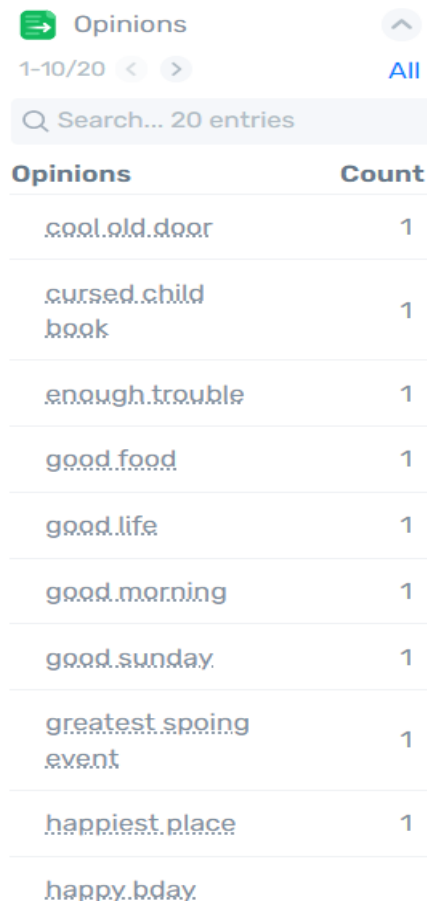 Opinions
1-10/20
All
Search... 20 entries
Opinions Count
cool old door 1
cursed child
book 1
enough trouble 1
good food 1
good life 1
good morning 1
good sunday 1
greatest spoing
event 1
happiest place 1
happy bday